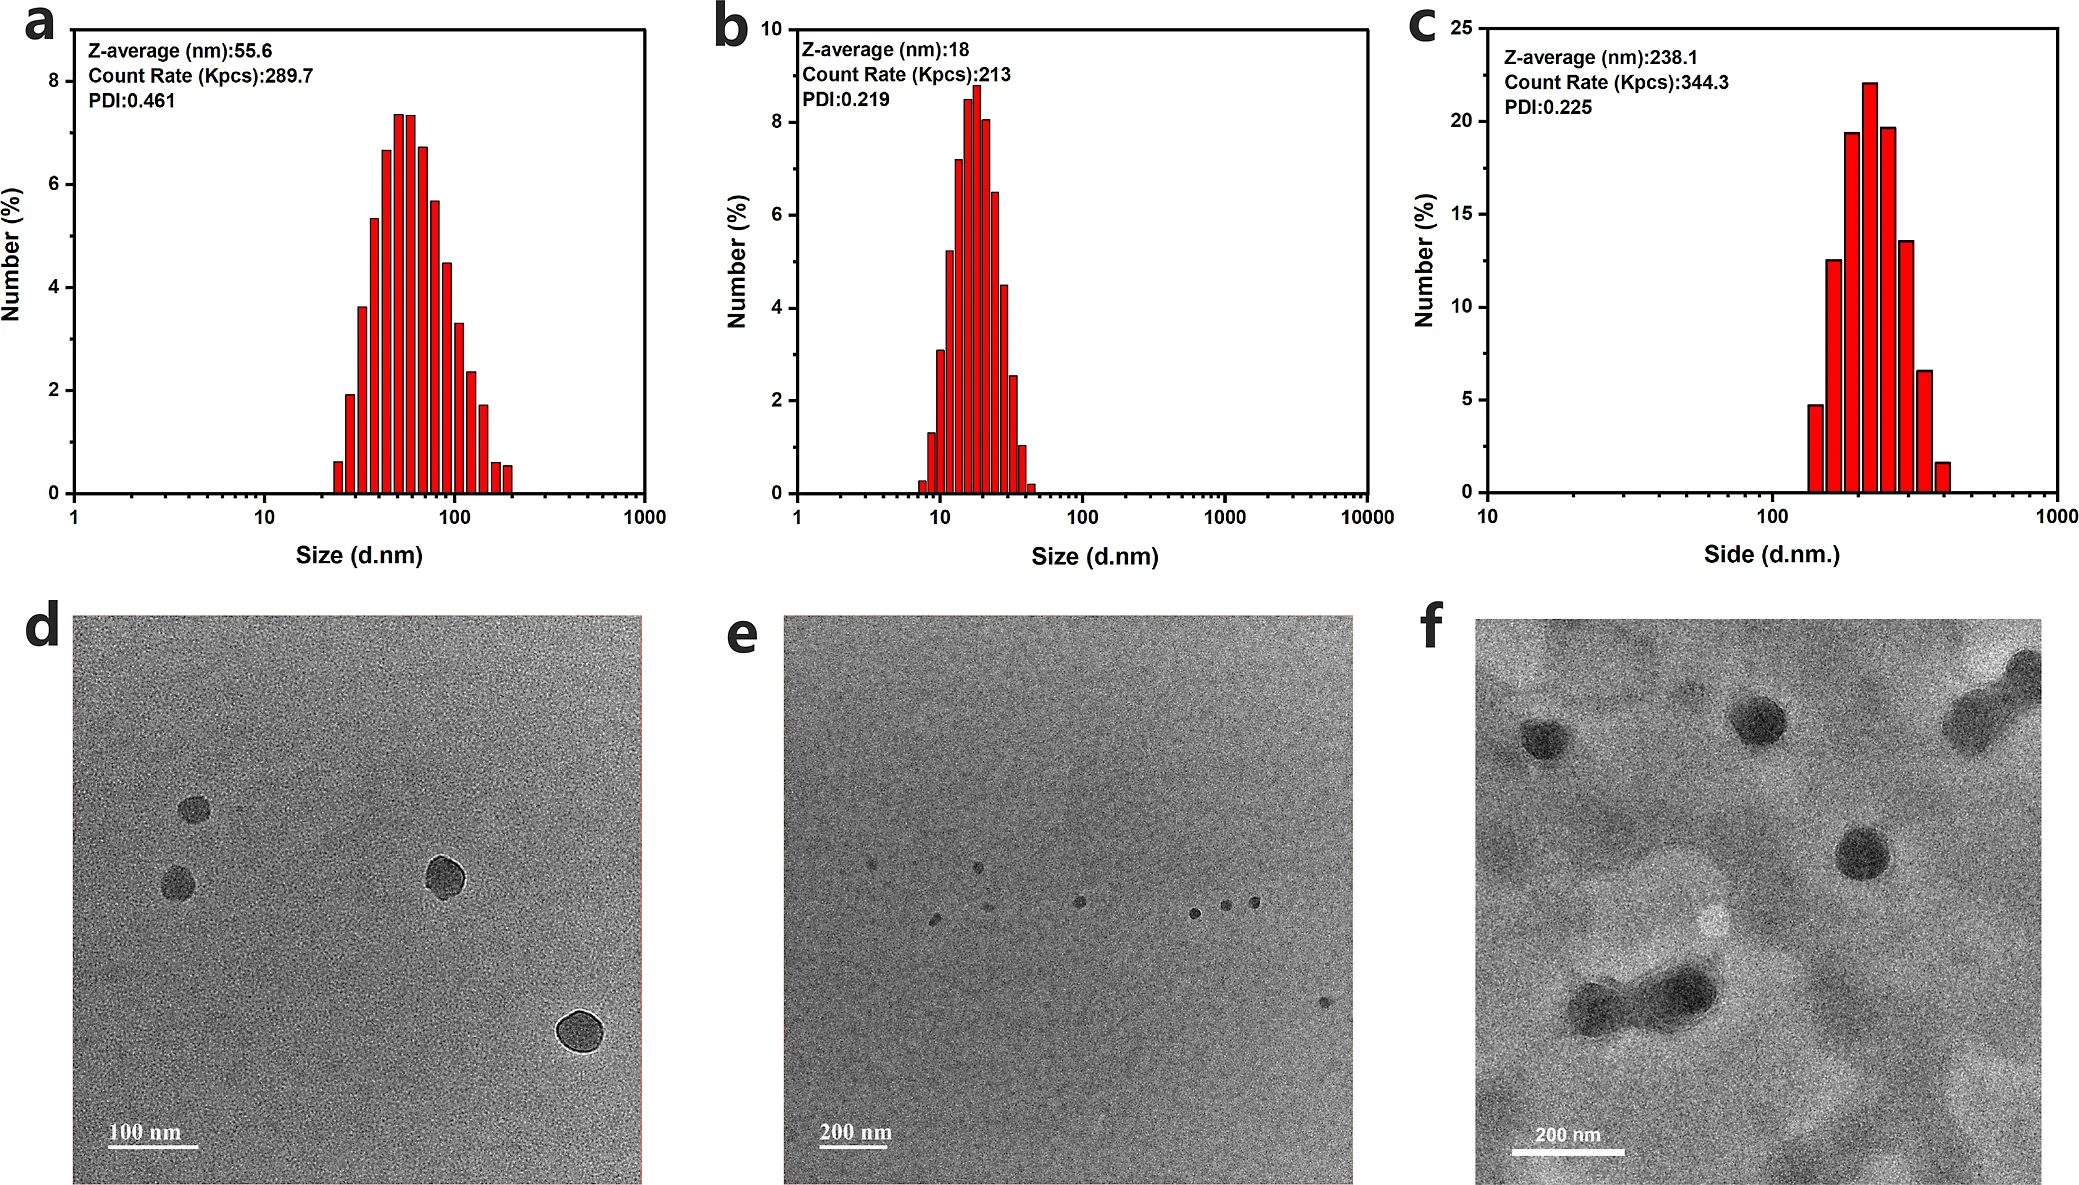 a
Z-average (nm):55.6
Count Rate (Kpcs):289.7
PDI:0.461
8
6
4
2
0
Number (%)
1 10 100 1000
Size (d.nm)
b
Z-average (nm):18
Count Rate (Kpcs):213
PDI:0.219
10
8
6
4
2
0
Number (%)
1 10 100 1000 10000
Size (d.nm)
c
Z-average (nm):238.1
Count Rate (Kpcs):344.3
PDI:0.225
25
20
15
10
5
0
Number (%)
10 100 1000
Side (d.nm.)
d
100 nm
e
200 nm
f
200 nm